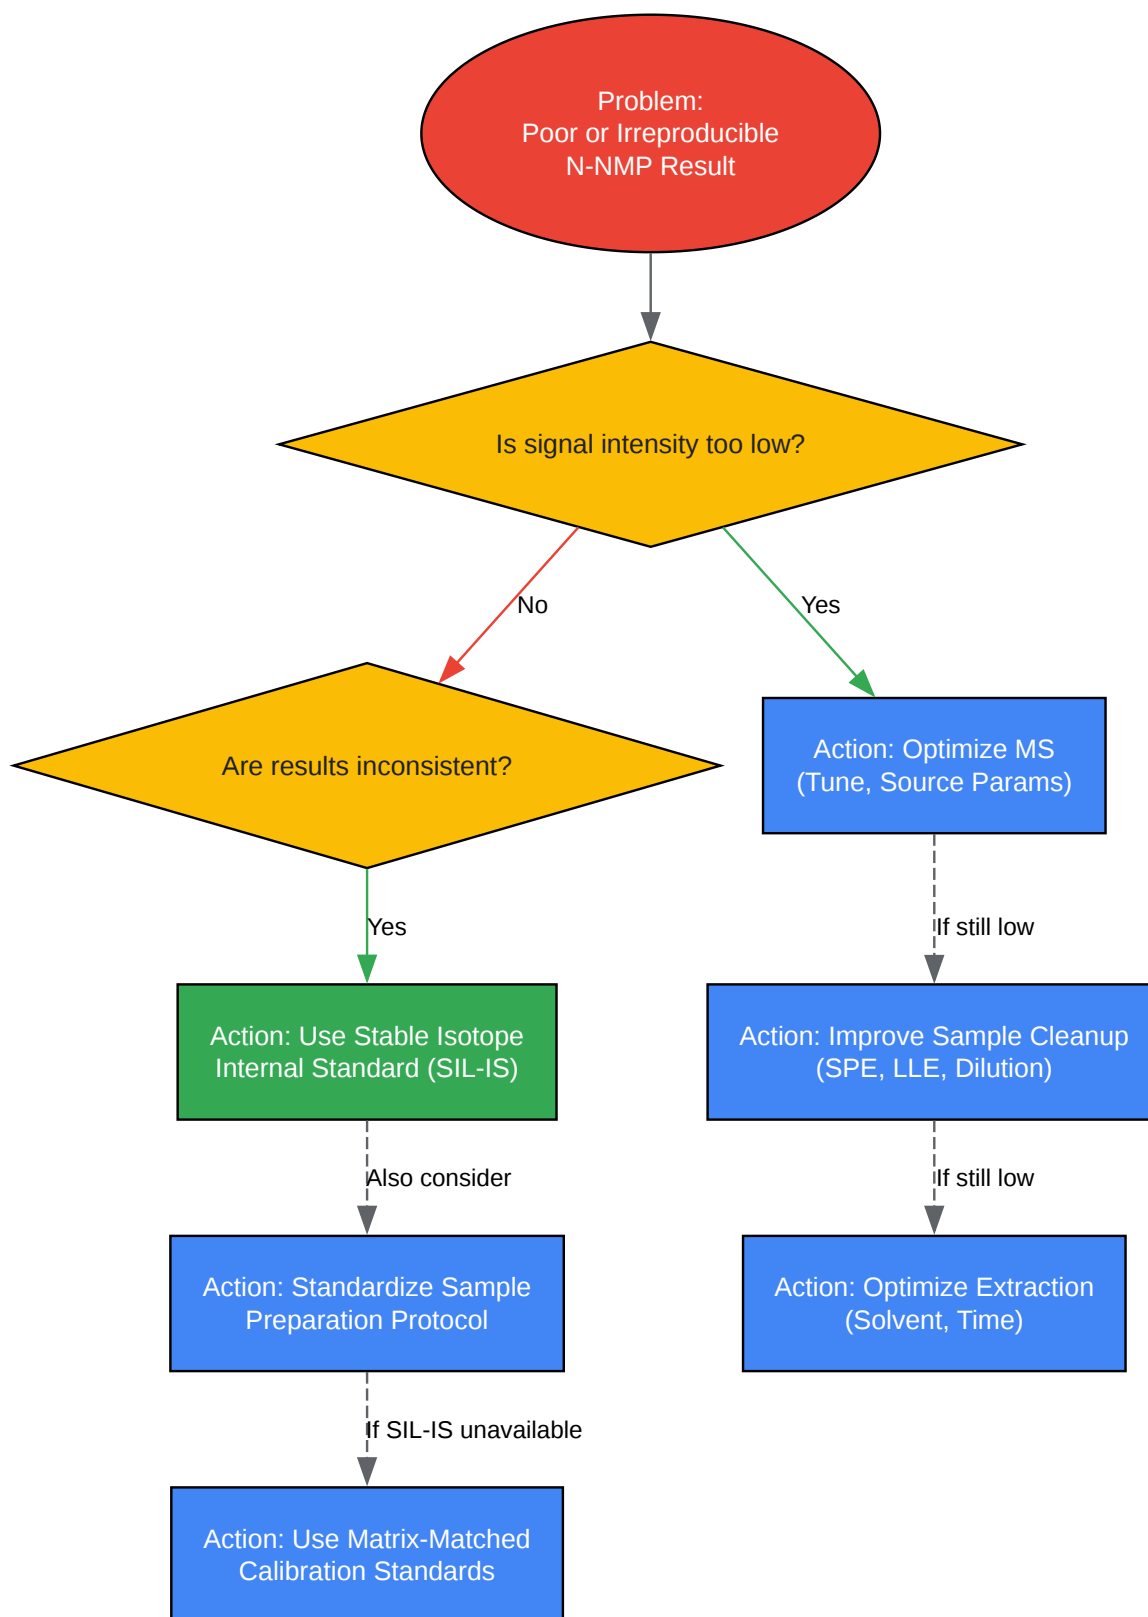 Problem:
Poor or Irreproducible
N-NMP Result
Is signal intensity too low?
No
Yes
Are results inconsistent?
Action: Optimize MS
(Tune, Source Params)
Yes
If still low
Action: Use Stable Isotope
Internal Standard (SIL-IS)
Action: Improve Sample Cleanup
(SPE, LLE, Dilution)
Also consider
If still low
Action: Standardize Sample
Preparation Protocol
Action: Optimize Extraction
(Solvent, Time)
If SIL-IS unavailable
Action: Use Matrix-Matched
Calibration Standards